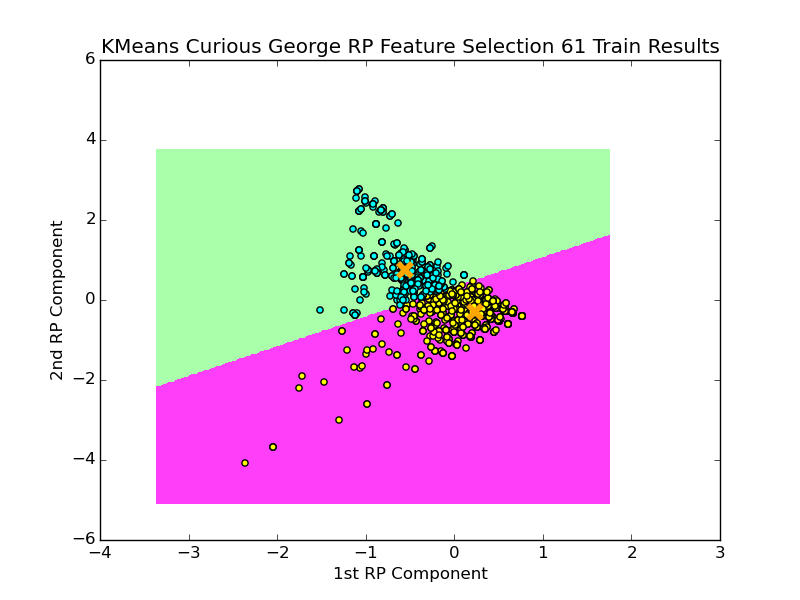 KMeans Curious George RP Feature Selection 61 Train Results
6
4
2
0
−2
−4
−6
2nd RP Component
−4 −3 −2 −1 0 1 2 3
1st RP Component